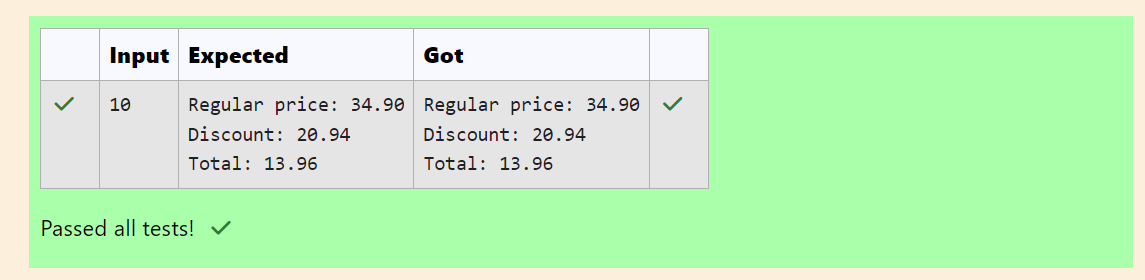 Input Expected Got
10 Regular price: 34.90 Regular price: 34.90
Discount: 20.94 Discount: 20.94
Total: 13.96 Total: 13.96
Passed all tests!